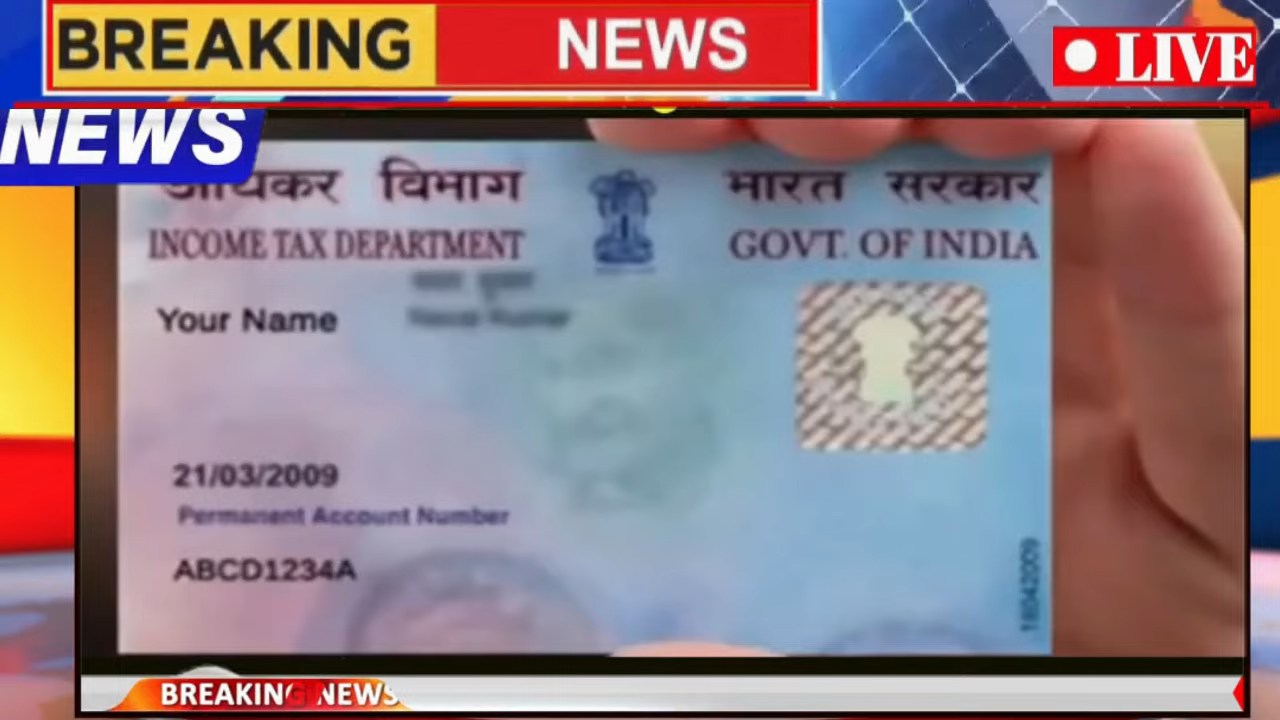 BREAKING NEWS
LIVE
NEWS
आयकर विभाग भारत सरकार
INCOME TAX DEPARTMENT GOVT. OF INDIA
Your Name
21/03/2009
Permanent Account Number
ABCD1234A
18042009
BREAKING NEWS